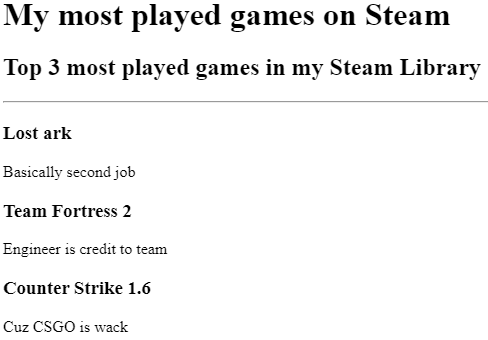 My most played games on Steam
Top 3 most played games in my Steam Library
Lost ark
Basically second job
Team Fortress 2
Engineer is credit to team
Counter Strike 1.6
Cuz CSGO is wack